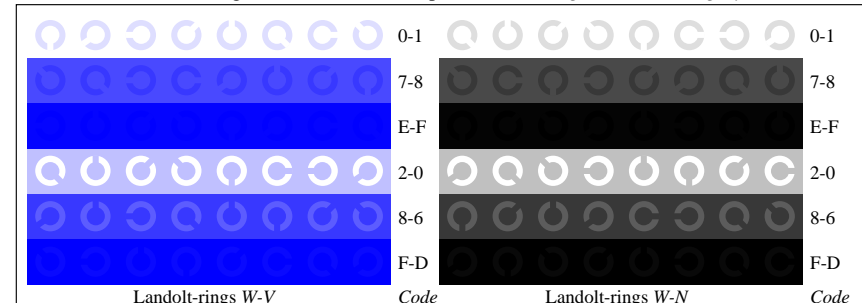 0-1 0-1
7-8 7-8
E-F E-F
2-0 2-0
8-6 8-6
F-D F-D
Landolt-rings W-V Code Landolt-rings W-N Code